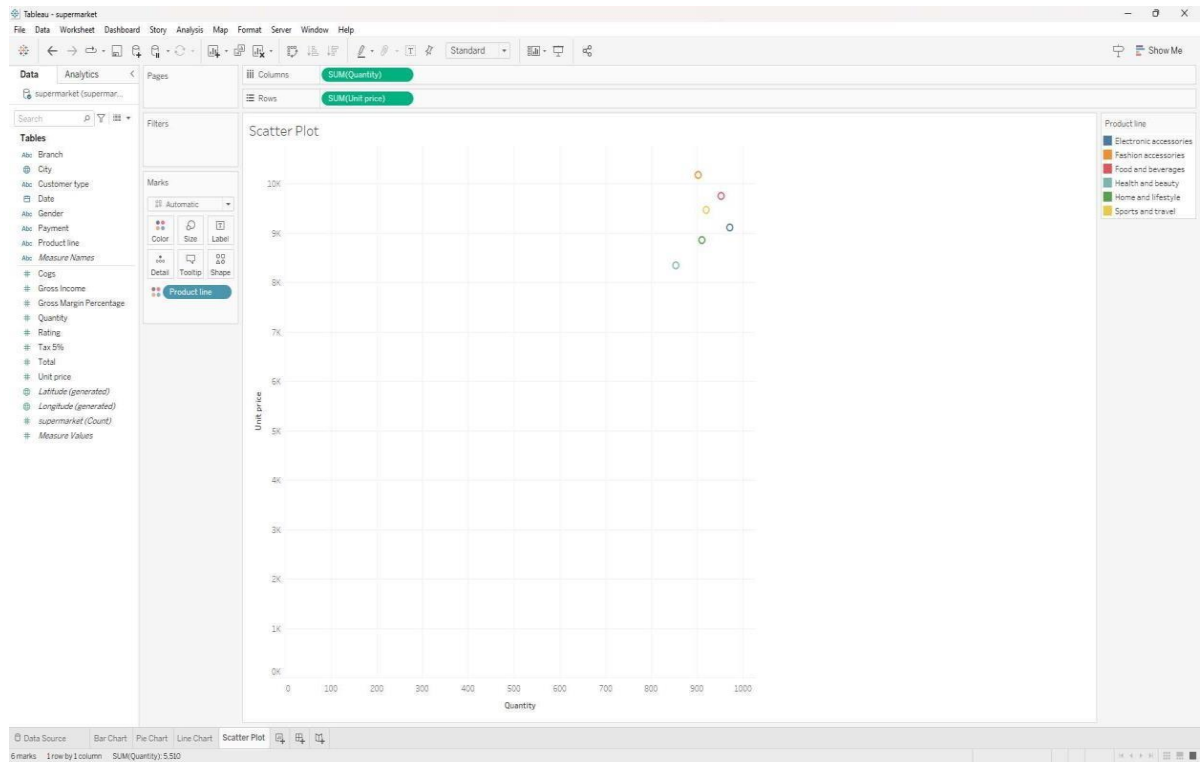 Tableau - supermarket
File Data Worksheet Dashboard Story Analysis Map Format Server Window Help
Standard
Show Me
Data Analytics
supermarket (supermar...
Search
Tables
Abc Branch
City
Abc Customer type
Date
Abc Gender
Abc Payment
Abc Product line
Abc Measure Names
# Cogs
# Gross Income
# Gross Margin Percentage
# Quantity
# Rating
# Tax 5%
# Total
# Unit price
Latitude (generated)
Longitude (generated)
# supermarket (Count)
# Measure Values
Pages
Filters
Marks
Automatic
Color Size Label
Detail Tooltip Shape
Product line
Columns SUM(Quantity)
Rows SUM(Unit price)
Scatter Plot
10K
9K
8K
7K
6K
5K
4K
3K
2K
1K
0K
Unit price
0 100 200 300 400 500 600 700 800 900 1000
Quantity
Product line
Electronic accessories
Fashion accessories
Food and beverages
Health and beauty
Home and lifestyle
Sports and travel
Data Source Bar Chart Pie Chart Line Chart Scatter Plot
6 marks 1 row by 1 column SUM(Quantity): 5,510